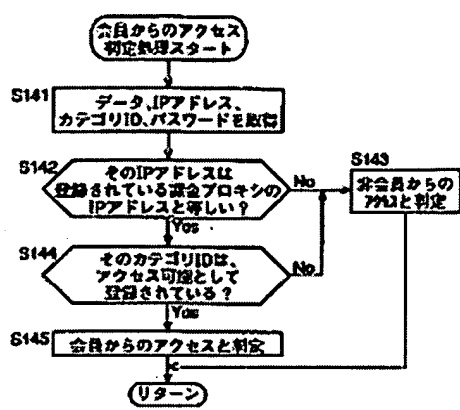 会員からのアクセス
判定処理スタート
S141
データ、IPアドレス、
カテゴリID、パスワードを取得
S142
そのIPアドレスは
登録されている課金プロキシの
IPアドレスと等しい？
No
S143
非会員からの
アクセスと判定
Yes
S144
そのカテゴリIDは、
アクセス可能として
登録されている？
No
Yes
S145
会員からのアクセスと判定
リターン